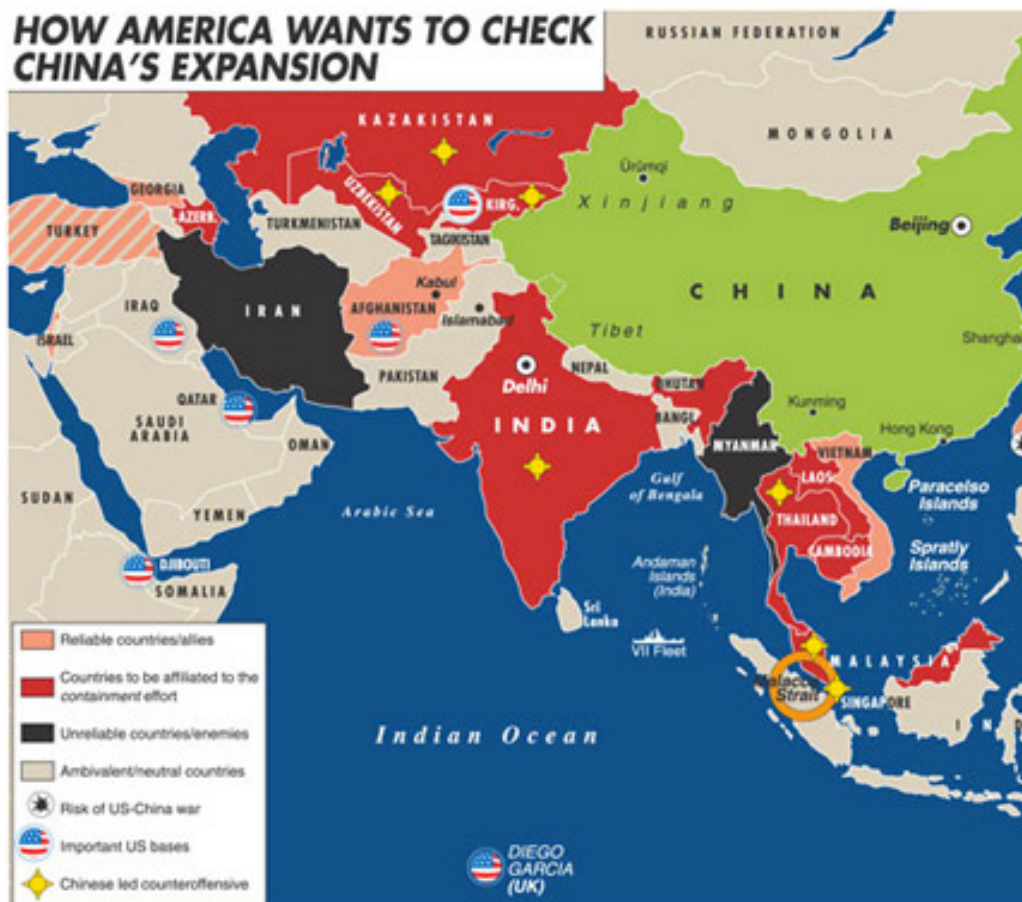 HOW AMERICA WANTS TO CHECK
CHINA'S EXPANSION
RUSSIAN FEDERATION
KAZAKISTAN
MONGOLIA
Ürümqi
Xinjiang
GEORGIA
UZBEKISTAN
KIRG.
AZERB.
TURKMENISTAN
TURKEY
TAGIKISTAN
Beijing
Kabul
CHINA
IRAQ
IRAN
AFGHANISTAN
Islamabad
Tibet
Shanghai
ISRAEL
NEPAL
PAKISTAN
Delhi
BHUTAN
QATAR
Kunming
SAUDI
ARABIA
INDIA
BANGL.
Hong Kong
OMAN
MYANMAR
VIETNAM
LAOS
Gulf
of Bengala
Paracelso
Islands
SUDAN
Arabic Sea
THAILAND
YEMEN
CAMBODIA
Spratly
Islands
DJIBOUTI
Andaman
Islands
(India)
SOMALIA
Sri
Lanka
VII Fleet
MALAYSIA
Malacca
Strait
SINGAPORE
IND
Indian Ocean
Reliable countries/allies
Countries to be affiliated to the
containment effort
Unreliable countries/enemies
Ambivalent/neutral countries
Risk of US-China war
Important US bases
Chinese led counteroffensive
DIEGO
GARCIA
(UK)